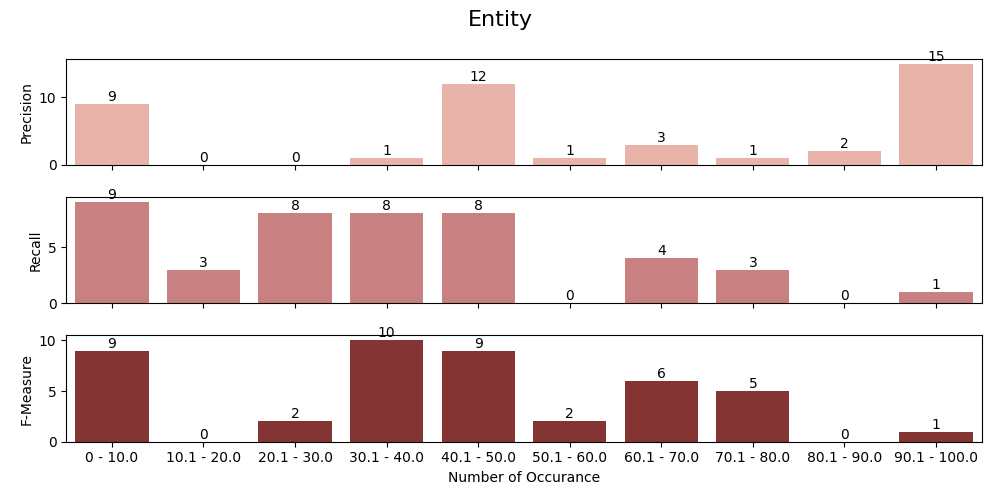 Entity
Precision
10
0
9 0 0 1 12 1 3 1 2 15
Recall
5
0
9 3 8 8 8 0 4 3 0 1
F-Measure
10
5
0
9 0 2 10 9 2 6 5 0 1
0 - 10.0 10.1 - 20.0 20.1 - 30.0 30.1 - 40.0 40.1 - 50.0 50.1 - 60.0 60.1 - 70.0 70.1 - 80.0 80.1 - 90.0 90.1 - 100.0
Number of Occurance